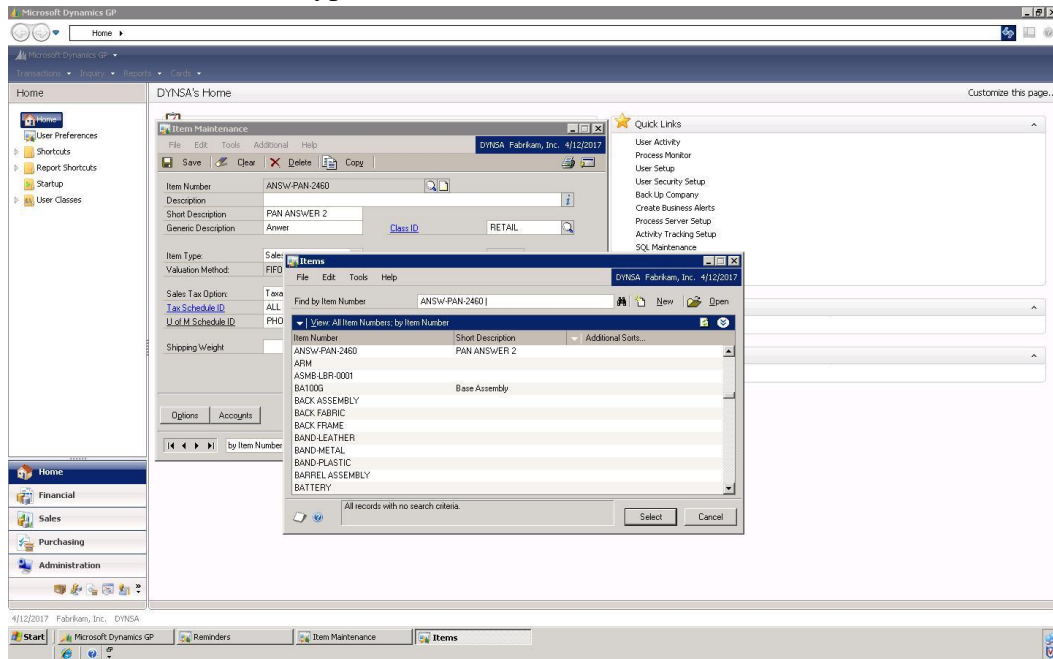 Microsoft Dynamics GP
Home
Microsoft Dynamics GP
Transactions Inquiry Reports Cards
Home
DYNSA's Home
Customize this page...
Home
User Preferences
Shortcuts
Report Shortcuts
Startup
User Classes
Quick Links
User Activity
Process Monitor
User Setup
User Security Setup
Back Up Company
Create Business Alerts
Process Server Setup
Activity Tracking Setup
SQL Maintenance
Item Maintenance
File Edit Tools Additional Help
DYNSA Fabrikam, Inc. 4/12/2017
Save Clear Delete Copy
Item Number ANSW-PAN-2460
Description
Short Description PAN ANSWER 2
Generic Description Anwer Class ID RETAIL
Item Type: Sales
Valuation Method: FIFO
Sales Tax Option: Taxa
Tax Schedule ID ALL
U of M Schedule ID PHO
Shipping Weight
Options Accounts
by Item Number
Items
File Edit Tools Help
DYNSA Fabrikam, Inc. 4/12/2017
Find by Item Number ANSW-PAN-2460 New Open
View: All Item Numbers; by Item Number
Item Number Short Description Additional Sorts...
ANSW-PAN-2460 PAN ANSWER 2
ARM
ASMB-LBR-0001
BA100G Base Assembly
BACK ASSEMBLY
BACK FABRIC
BACK FRAME
BAND-LEATHER
BAND-METAL
BAND-PLASTIC
BARREL ASSEMBLY
BATTERY
All records with no search criteria.
Select Cancel
Home
Financial
Sales
Purchasing
Administration
4/12/2017 Fabrikam, Inc. DYNSA
Start Microsoft Dynamics GP Reminders Item Maintenance Items